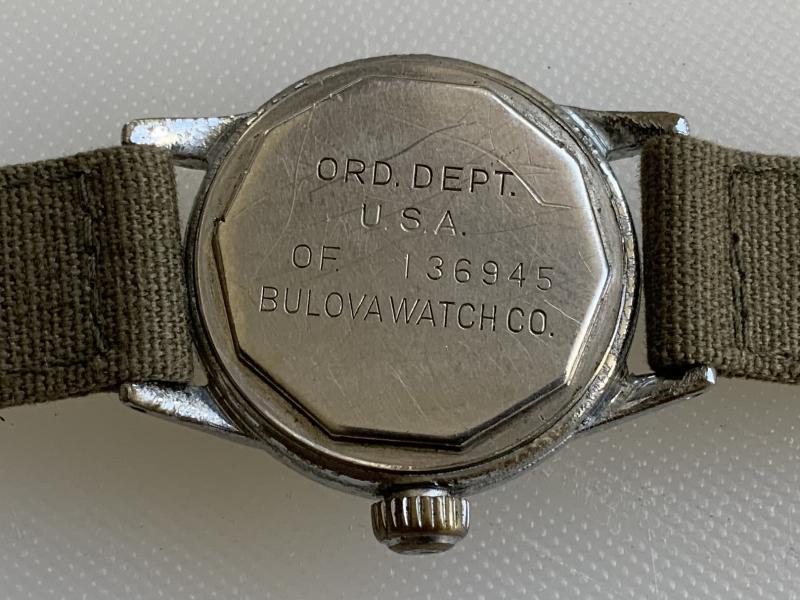 ORD. DEPT.
U.S.A.
OF. 136945
BULOVA WATCH CO.